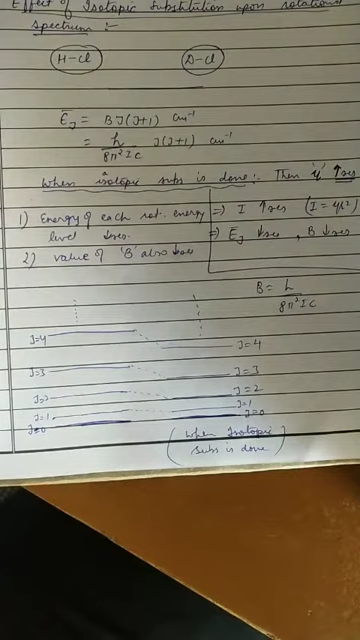 Effect of Isotopic Substitution upon rotational
spectrum :-
H-Cl
D-Cl
ĒJ = BJ(J+1) cm⁻¹
= h / 8π²Ic J(J+1) cm⁻¹
When isotopic subs is done:- Then 'μ' ↑ses
1) Energy of each rot. energy
level ↓ses.
2) value of 'B' also ↓ses
⇒ I ↑ses (I = μr²)
⇒ EJ ↓ses , B ↓ses
B = h / 8π²Ic
J=4
J=3
J=2
J=1
J=0
J=4
J=3
J=2
J=1
J=0
(when Isotopic
subs is done)